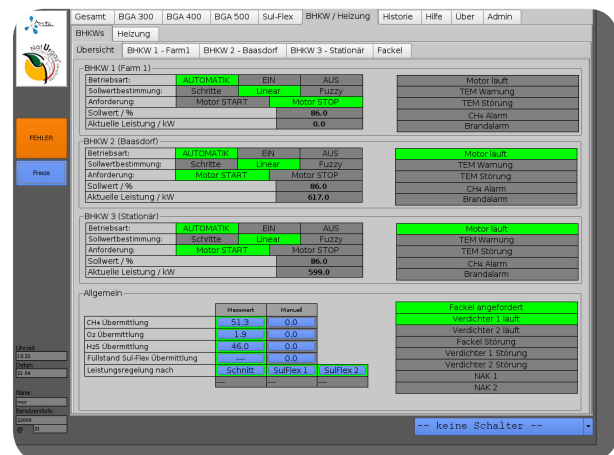 Gesamt BGA 300 BGA 400 BGA 500 Sul-Flex BHKW / Heizung Historie Hilfe Über Admin
BHKWs Heizung
Übersicht BHKW 1 - Farm1 BHKW 2 - Baasdorf BHKW 3 - Stationär Fackel
BHKW 1 (Farm 1)
Betriebsart: AUTOMATIK EIN AUS
Sollwertbestimmung: Schritte Linear Fuzzy
Anforderung: Motor START Motor STOP
Sollwert / % 86.0
Aktuelle Leistung / kW 0.0
Motor läuft
TEM Warnung
TEM Störung
CH4 Alarm
Brandalarm
BHKW 2 (Baasdorf)
Betriebsart: AUTOMATIK EIN AUS
Sollwertbestimmung: Schritte Linear Fuzzy
Anforderung: Motor START Motor STOP
Sollwert / % 86.0
Aktuelle Leistung / kW 617.0
Motor läuft
TEM Warnung
TEM Störung
CH4 Alarm
Brandalarm
BHKW 3 (Stationär)
Betriebsart: AUTOMATIK EIN AUS
Sollwertbestimmung: Schritte Linear Fuzzy
Anforderung: Motor START Motor STOP
Sollwert / % 86.0
Aktuelle Leistung / kW 599.0
Motor läuft
TEM Warnung
TEM Störung
CH4 Alarm
Brandalarm
Allgemein
Messwert Manuell
CH4 Übermittlung 51.3 0.0
O2 Übermittlung 1.9 0.0
H2S Übermittlung 46.0 0.0
Füllstand Sul-Flex Übermittlung --- 0.0
Leistungsregelung nach Schnitt SulFlex 1 SulFlex 2
--- --- ---
Fackel angefordert
Verdichter 1 läuft
Verdichter 2 läuft
Fackel Störung
Verdichter 1 Störung
Verdichter 2 Störung
NAK 1
NAK 2
NatUrgas
FEHLER
Freeze
Uhrzeit
13:22
Datum
21 04
Name:
Benutzerstufe:
32000
@ 21
-- keine Schalter --